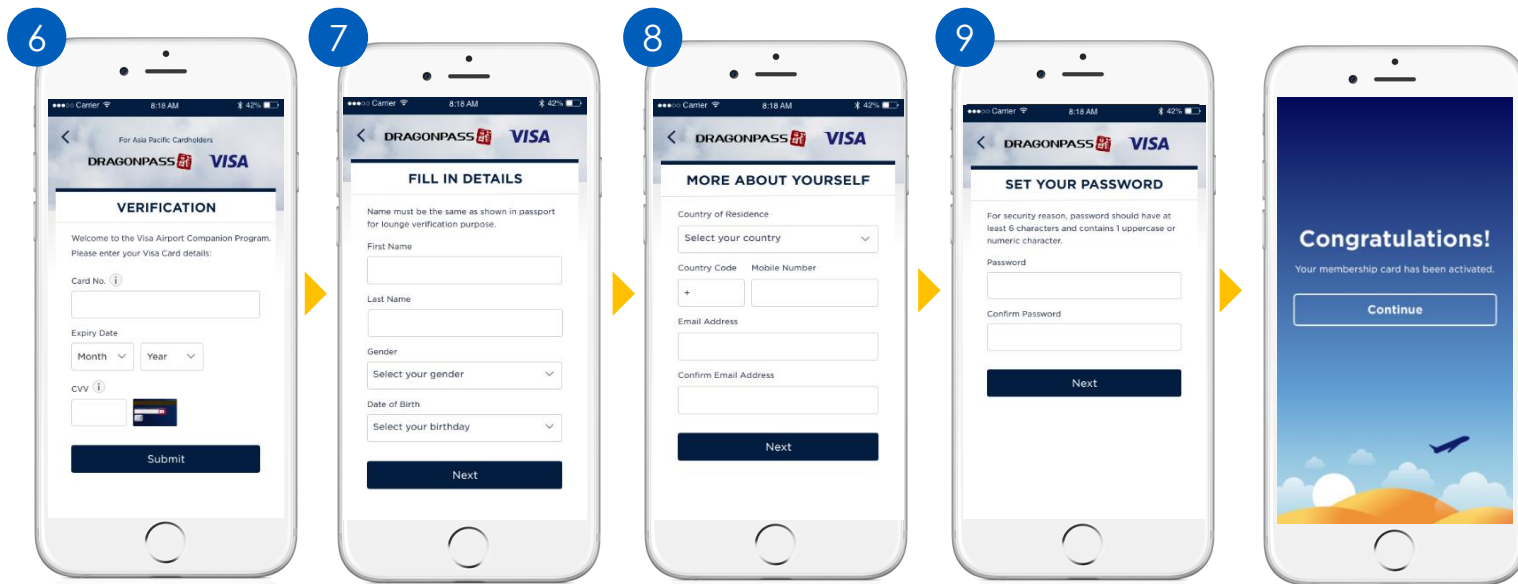 6
Carrier
8:18 AM
42%
For Asia Pacific Cardholders
DRAGONPASS VISA
VERIFICATION
Welcome to the Visa Airport Companion Program.
Please enter your Visa Card details:
Card No. i
Expiry Date
Month Year
CVV i
Submit
7
Carrier
8:18 AM
42%
DRAGONPASS VISA
FILL IN DETAILS
Name must be the same as shown in passport
for lounge verification purpose.
First Name
Last Name
Gender
Select your gender
Date of Birth
Select your birthday
Next
8
Carrier
8:18 AM
42%
DRAGONPASS VISA
MORE ABOUT YOURSELF
Country of Residence
Select your country
Country Code Mobile Number
+
Email Address
Confirm Email Address
Next
9
Carrier
8:18 AM
42%
DRAGONPASS VISA
SET YOUR PASSWORD
For security reason, password should have at
least 6 characters and contains 1 uppercase or
numeric character.
Password
Confirm Password
Next
Congratulations!
Your membership card has been activated.
Continue